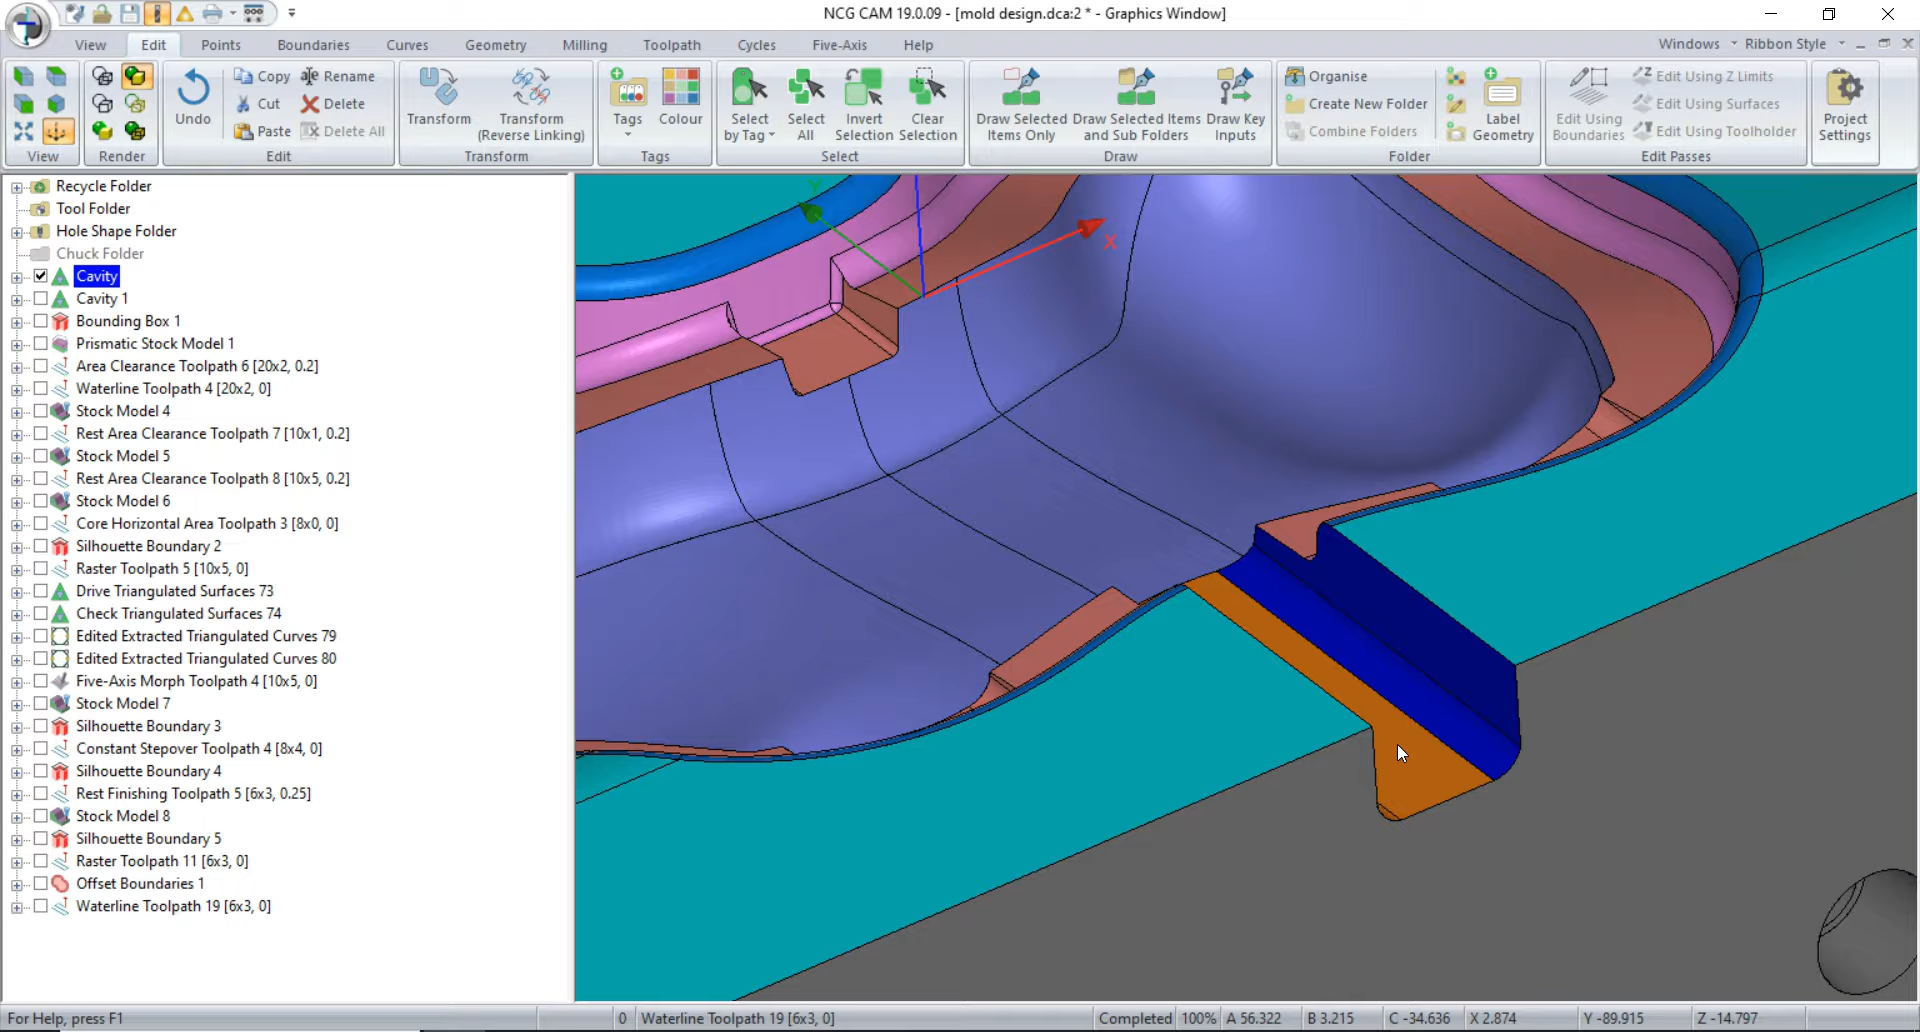 NCG CAM 19.0.09 - [mold design.dca:2 * - Graphics Window]
View Edit Points Boundaries Curves Geometry Milling Toolpath Cycles Five-Axis Help Windows Ribbon Style
View
Render
Undo
Copy
Cut
Paste
Rename
Delete
Delete All
Edit
Transform
Transform (Reverse Linking)
Transform
Tags
Colour
Tags
Select by Tag
Select All
Invert Selection
Clear Selection
Select
Draw Selected Items Only
Draw Selected Items and Sub Folders
Draw Key Inputs
Draw
Organise
Create New Folder
Combine Folders
Label Geometry
Folder
Edit Using Boundaries
Edit Using Z Limits
Edit Using Surfaces
Edit Using Toolholder
Edit Passes
Project Settings
Recycle Folder
Tool Folder
Hole Shape Folder
Chuck Folder
Cavity
Cavity 1
Bounding Box 1
Prismatic Stock Model 1
Area Clearance Toolpath 6 [20x2, 0.2]
Waterline Toolpath 4 [20x2, 0]
Stock Model 4
Rest Area Clearance Toolpath 7 [10x1, 0.2]
Stock Model 5
Rest Area Clearance Toolpath 8 [10x5, 0.2]
Stock Model 6
Core Horizontal Area Toolpath 3 [8x0, 0]
Silhouette Boundary 2
Raster Toolpath 5 [10x5, 0]
Drive Triangulated Surfaces 73
Check Triangulated Surfaces 74
Edited Extracted Triangulated Curves 79
Edited Extracted Triangulated Curves 80
Five-Axis Morph Toolpath 4 [10x5, 0]
Stock Model 7
Silhouette Boundary 3
Constant Stepover Toolpath 4 [8x4, 0]
Silhouette Boundary 4
Rest Finishing Toolpath 5 [6x3, 0.25]
Stock Model 8
Silhouette Boundary 5
Raster Toolpath 11 [6x3, 0]
Offset Boundaries 1
Waterline Toolpath 19 [6x3, 0]
Y
X
For Help, press F1 0 Waterline Toolpath 19 [6x3, 0] Completed 100% A 56.322 B 3.215 C -34.636 X 2.874 Y -89.915 Z -14.797